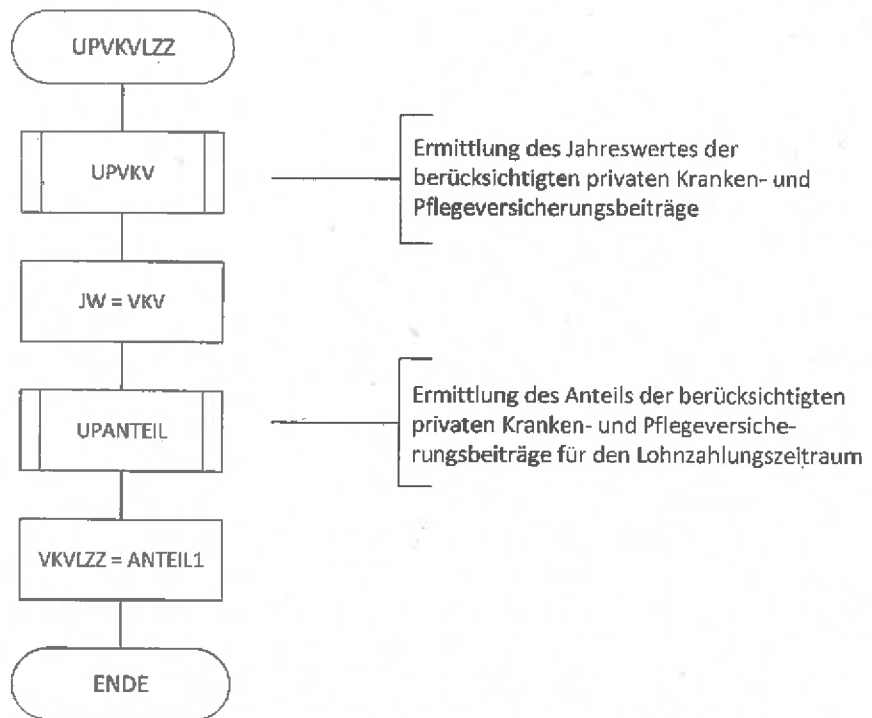 UPVKVLZZ
UPVKV
Ermittlung des Jahreswertes der
berücksichtigten privaten Kranken- und
Pflegeversicherungsbeiträge
JW = VKV
UPANTEIL
Ermittlung des Anteils der berücksichtigten
privaten Kranken- und Pflegeversiche-
rungsbeiträge für den Lohnzahlungszeitraum
VKVLZZ = ANTEIL1
ENDE